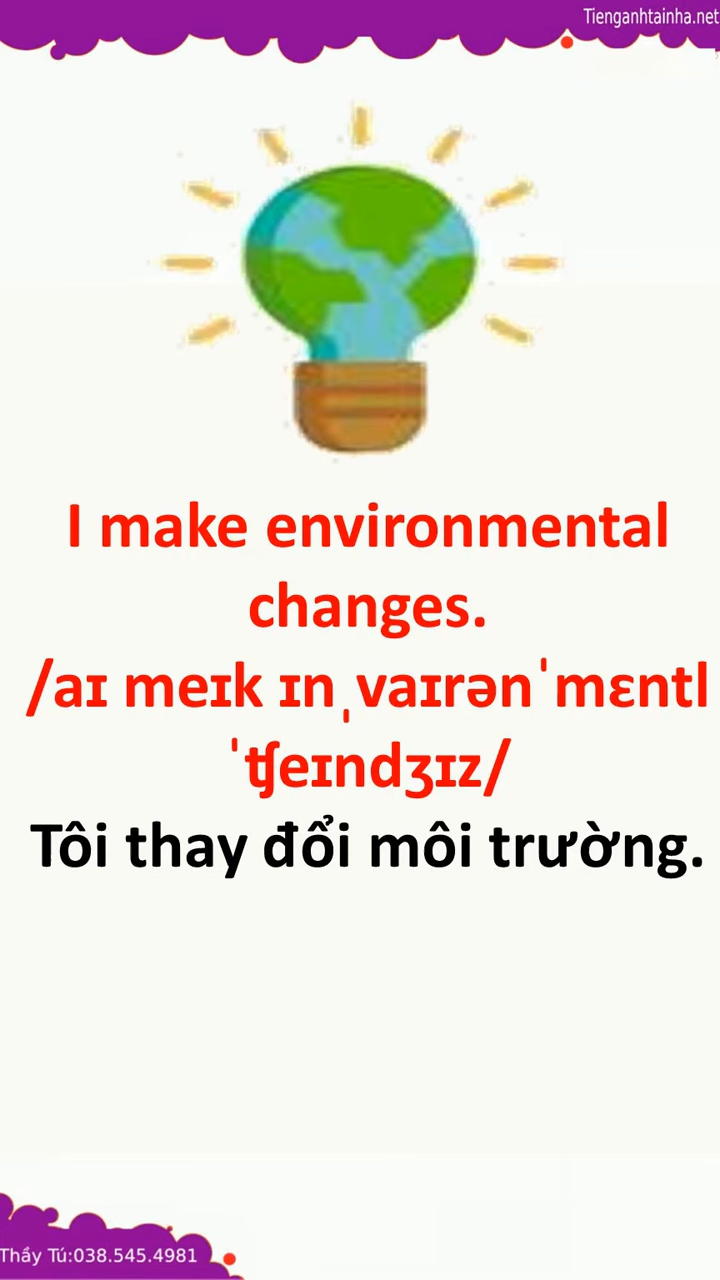 Tienganhtainha.net
I make environmental
changes.
/aɪ meɪk ɪnˌvaɪrənˈmɛntl
ˈʧeɪndʒɪz/
Tôi thay đổi môi trường.
Thầy Tú:038.545.4981